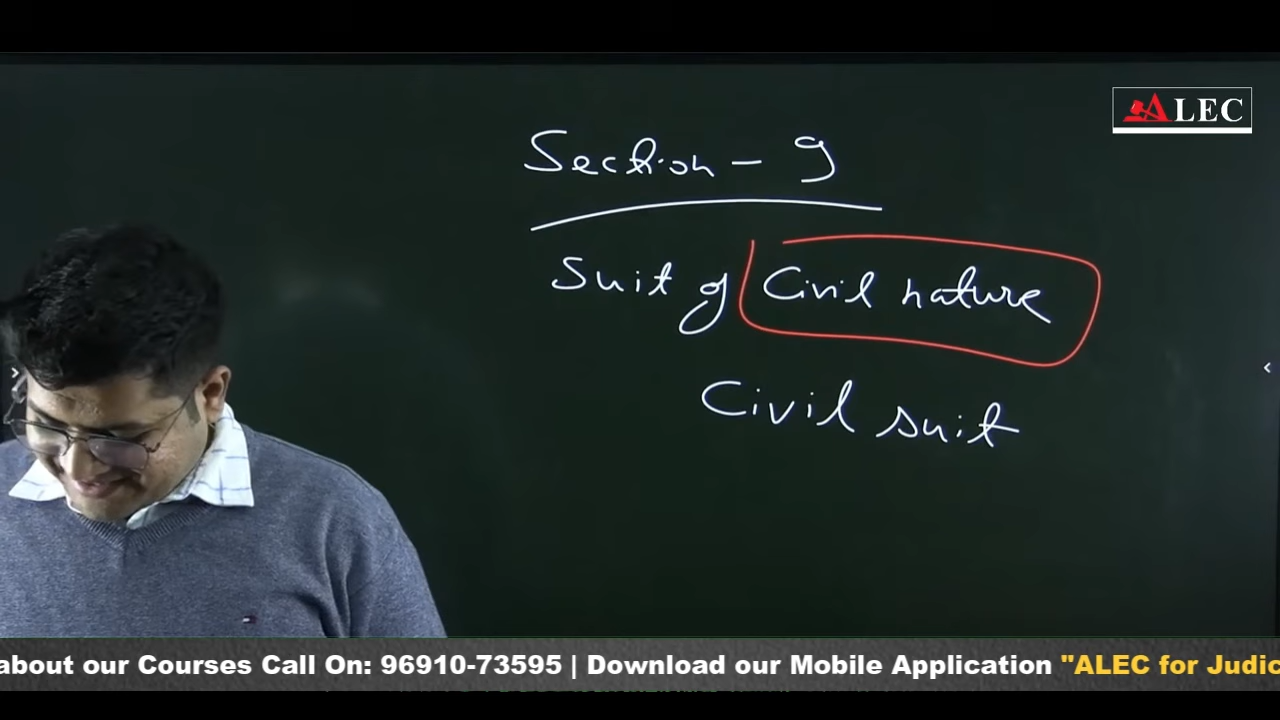 ALEC
Section - 9
Suit of Civil nature
Civil suit
about our Courses Call On: 96910-73595 | Download our Mobile Application "ALEC for Judic